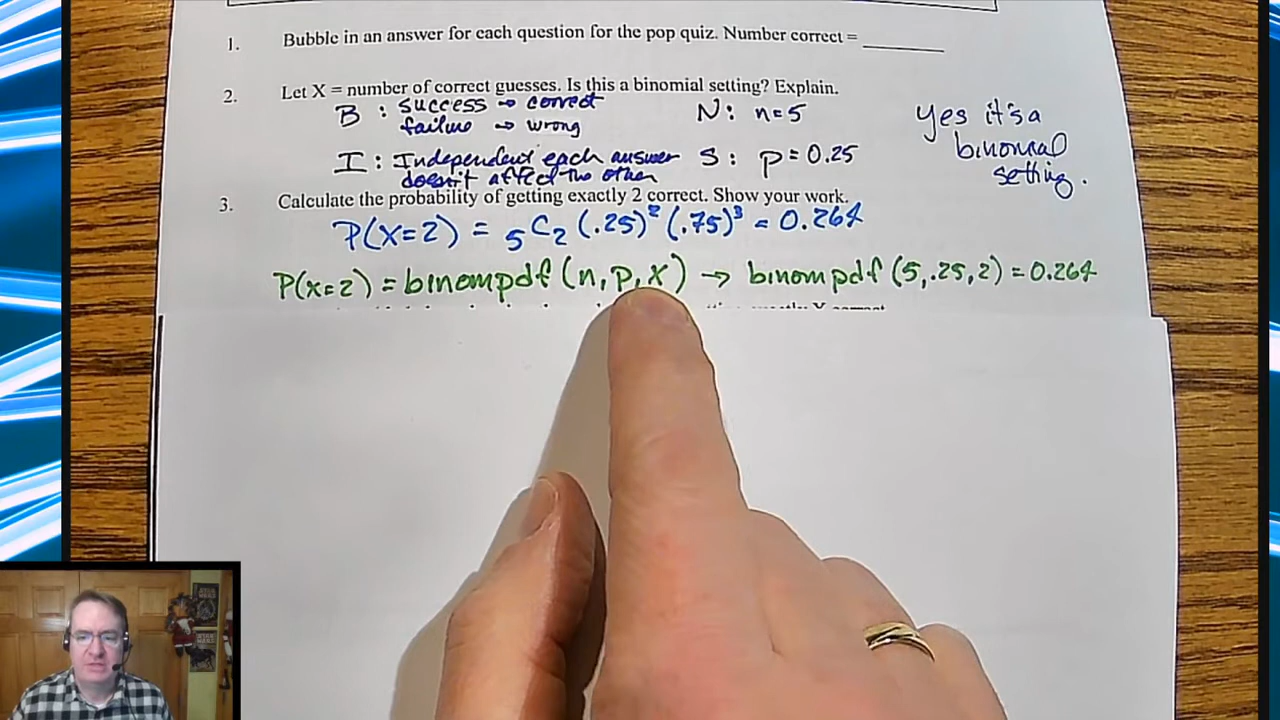 1. Bubble in an answer for each question for the pop quiz. Number correct = ______
2. Let X = number of correct guesses. Is this a binomial setting? Explain.
B : success → correct
failure → wrong
N: n=5
I : Independent each answer
doesn't affect the other
S: p=0.25
Yes it's a
binomial
setting.
3. Calculate the probability of getting exactly 2 correct. Show your work.
P(X=2) = ₅C₂ (.25)² (.75)³ = 0.264
P(x=2) = binompdf (n, p, x) → binompdf (5, .25, 2) = 0.264